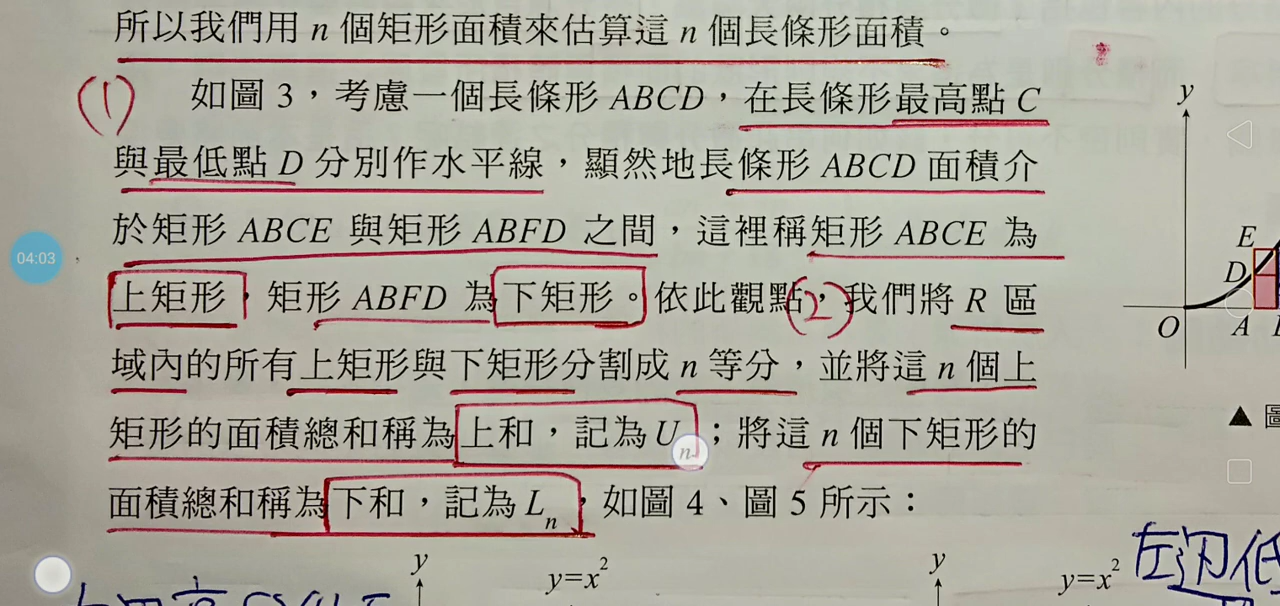 所以我們用 n 個矩形面積來估算這 n 個長條形面積。
(1) 如圖 3，考慮一個長條形 ABCD，在長條形最高點 C
與最低點 D 分別作水平線，顯然地長條形 ABCD 面積介
於矩形 ABCE 與矩形 ABFD 之間，這裡稱矩形 ABCE 為
上矩形，矩形 ABFD 為下矩形。依此觀點，(2) 我們將 R 區
域內的所有上矩形與下矩形分割成 n 等分，並將這 n 個上
矩形的面積總和稱為上和，記為 Uₙ；將這 n 個下矩形的
面積總和稱為下和，記為 Lₙ，如圖 4、圖 5 所示：
y
E
D
O
A
▲ 圖
04:03
y
y=x²
y
y=x²
左边低